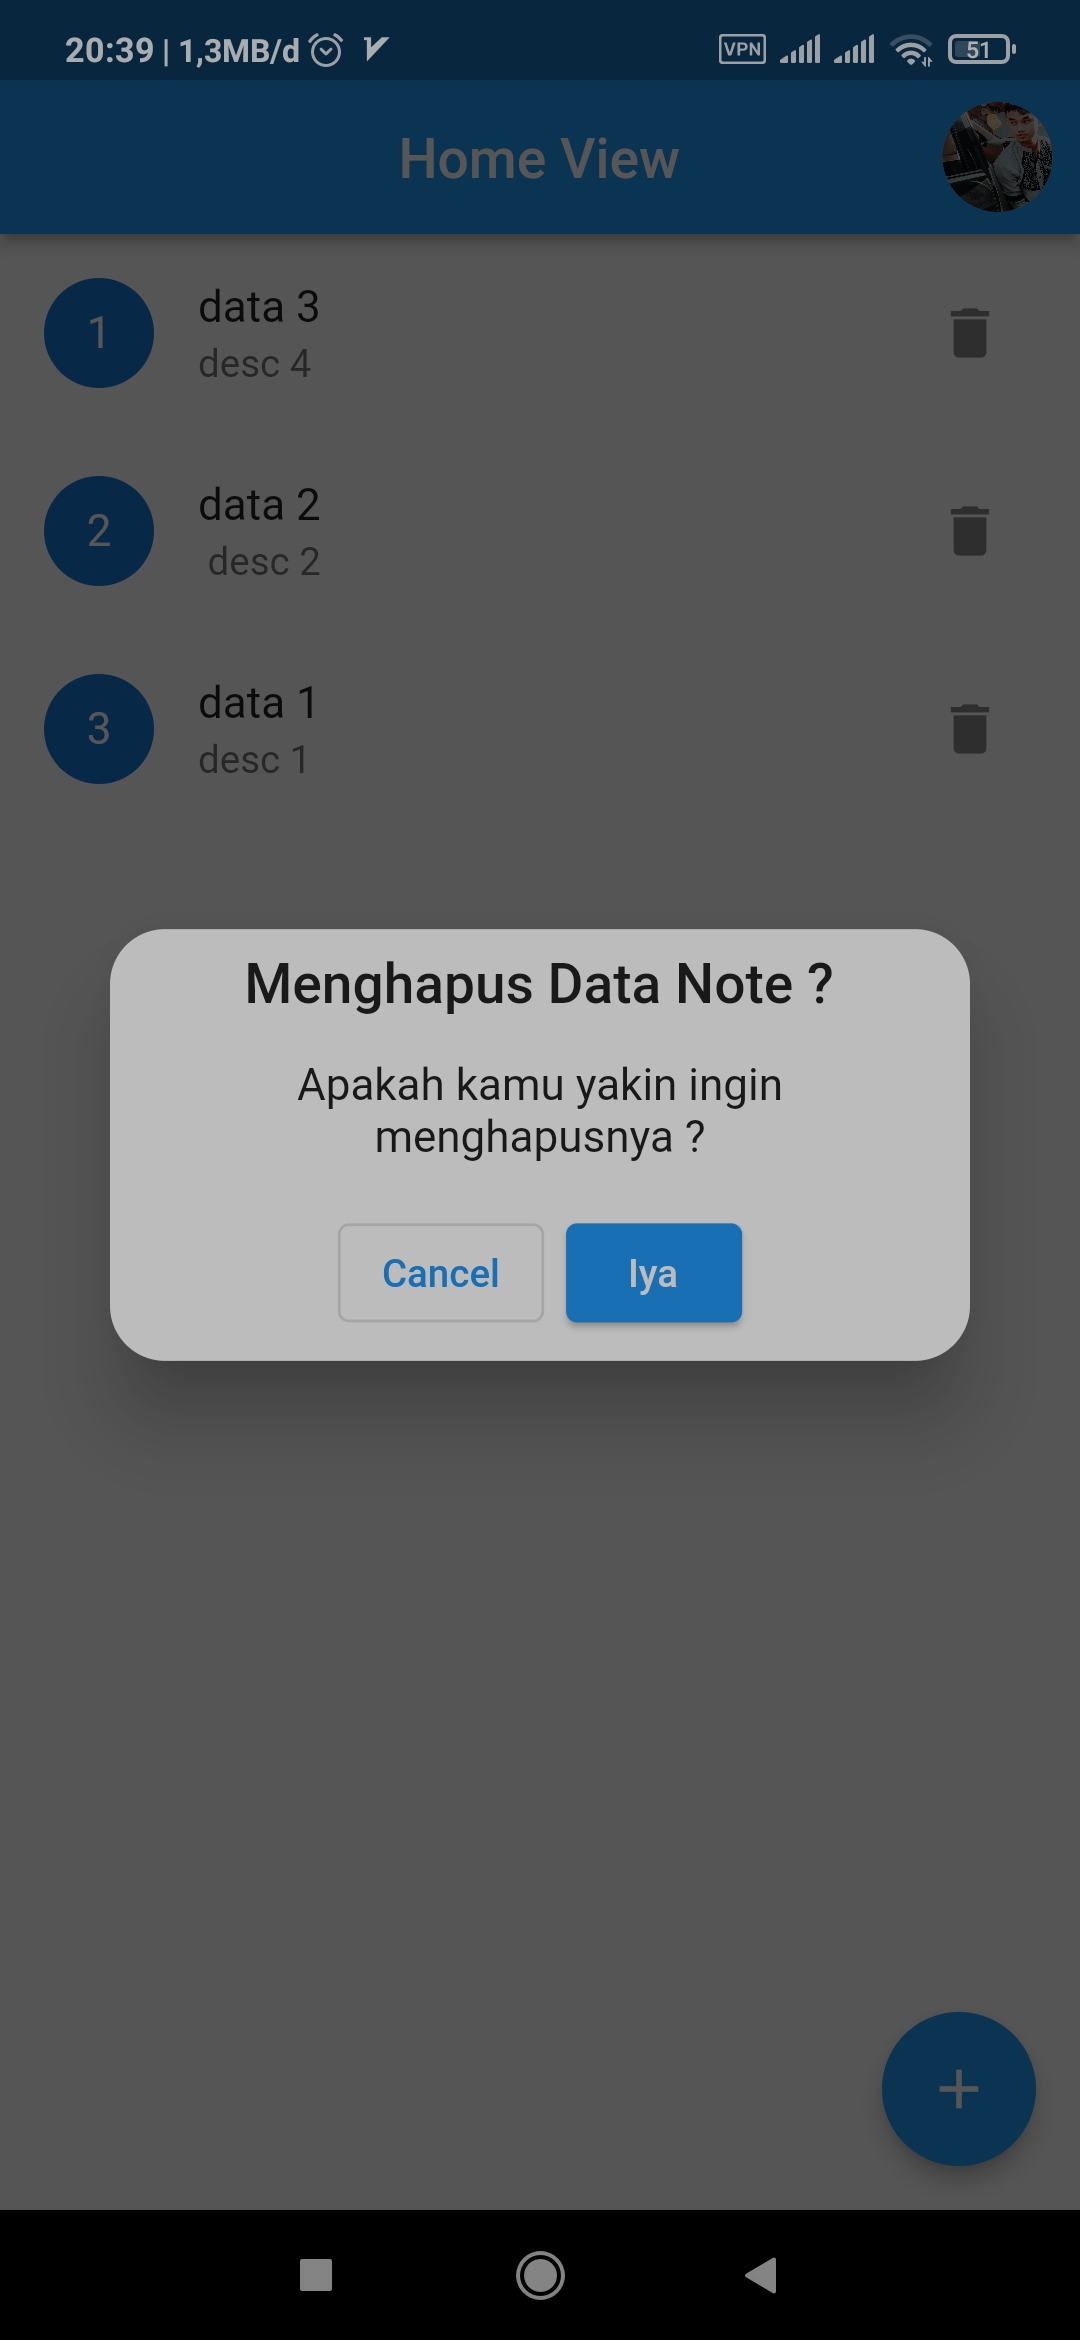 20:39 | 1,3MB/d VPN 51
Home View
1
data 3
desc 4
2
data 2
desc 2
3
data 1
desc 1
Menghapus Data Note ?
Apakah kamu yakin ingin
menghapusnya ?
Cancel Iya